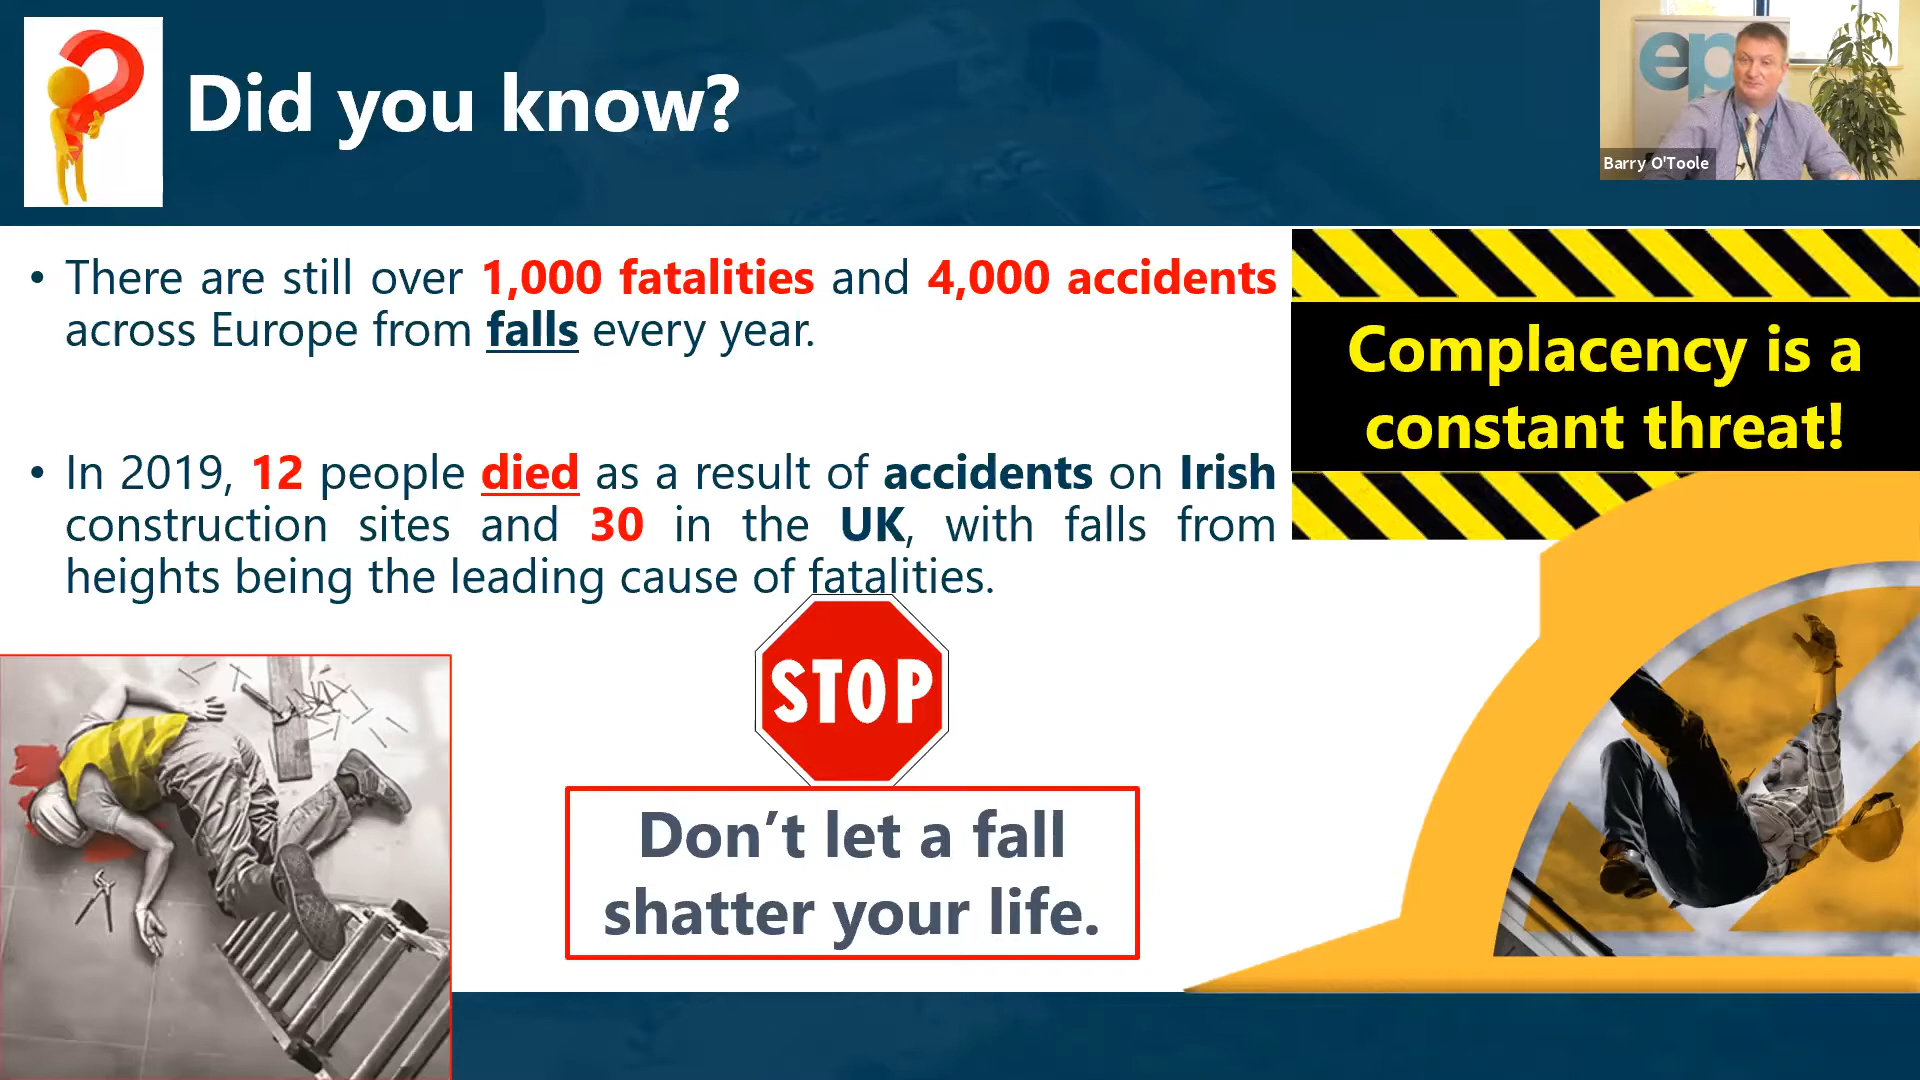 Did you know?
ep
Barry O'Toole
• There are still over 1,000 fatalities and 4,000 accidents
across Europe from falls every year.
• In 2019, 12 people died as a result of accidents on Irish
construction sites and 30 in the UK, with falls from
heights being the leading cause of fatalities.
Complacency is a
constant threat!
STOP
Don’t let a fall
shatter your life.